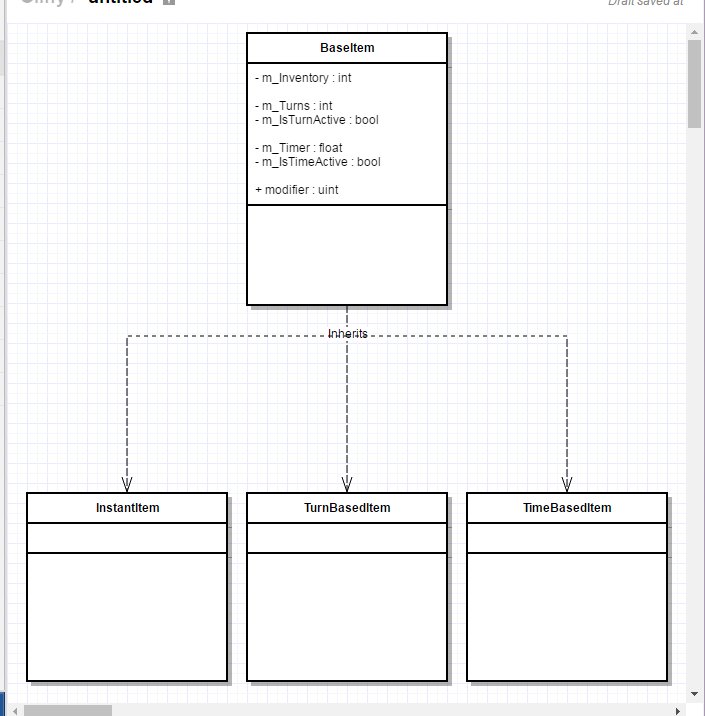 Gliffy / untitled
Draft saved at
BaseItem
- m_Inventory : int
- m_Turns : int
- m_IsTurnActive : bool
- m_Timer : float
- m_IsTimeActive : bool
+ modifier : uint
Inherits
InstantItem
TurnBasedItem
TimeBasedItem